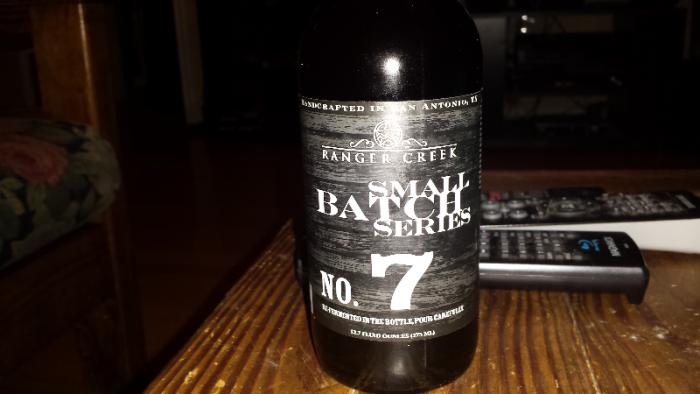 HANDCRAFTED IN SAN ANTONIO, TX
RANGER CREEK
SMALL
BATCH
SERIES
NO. 7
RE-FERMENTED IN THE BOTTLE, POUR CAREFULLY
12.7 FLUID OUNCES (375 ML)